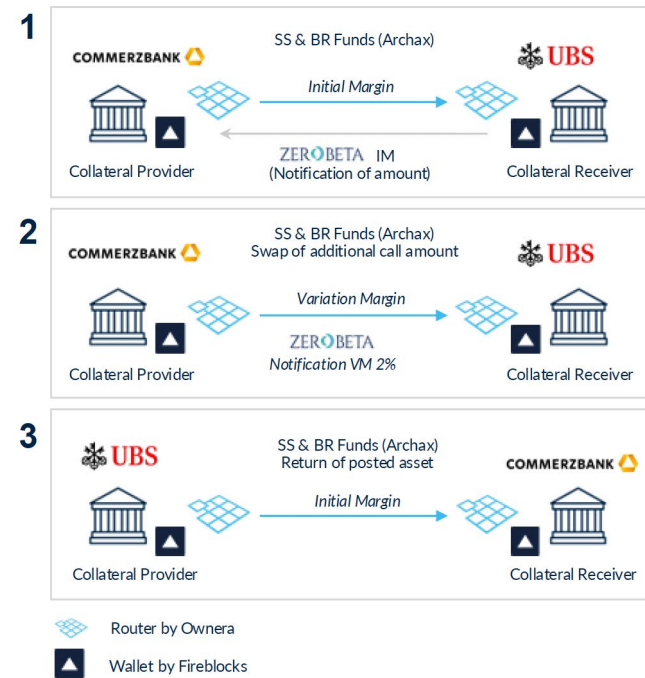 1
COMMERZBANK
SS & BR Funds (Archax)
UBS
Initial Margin
ZEROBETA IM
(Notification of amount)
Collateral Provider
Collateral Receiver
2
COMMERZBANK
SS & BR Funds (Archax)
Swap of additional call amount
UBS
Variation Margin
ZEROBETA
Notification VM 2%
Collateral Provider
Collateral Receiver
3
UBS
SS & BR Funds (Archax)
Return of posted asset
COMMERZBANK
Initial Margin
Collateral Provider
Collateral Receiver
Router by Ownera
Wallet by Fireblocks